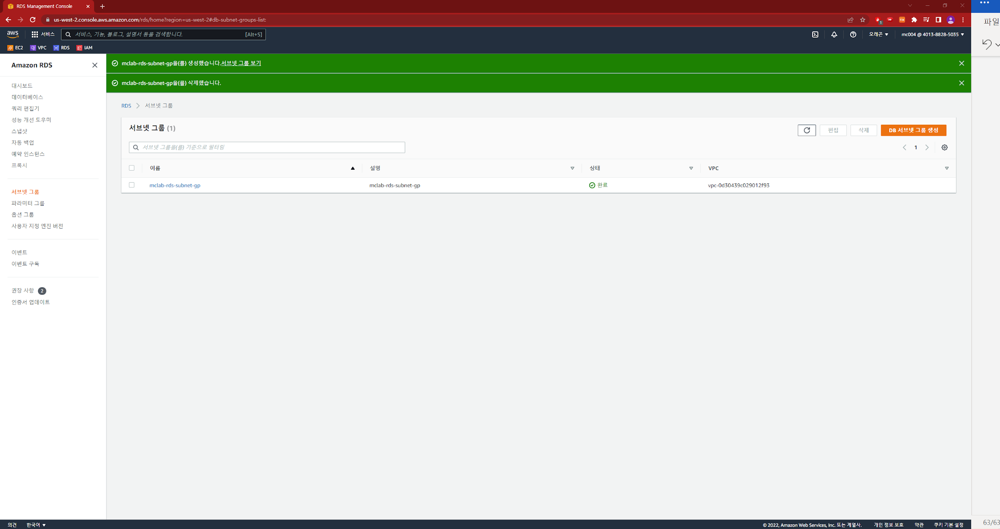 RDS Management Console
us-west-2.console.aws.amazon.com/rds/home?region=us-west-2#db-subnet-groups-list:
1
파일
aws 서비스 서비스, 기능, 블로그, 설명서 등을 검색합니다. [Alt+S] 오레곤 mc004 @ 4013-8828-5035
EC2 VPC RDS IAM
Amazon RDS
대시보드
데이터베이스
쿼리 편집기
성능 개선 도우미
스냅샷
자동 백업
예약 인스턴스
프록시
서브넷 그룹
파라미터 그룹
옵션 그룹
사용자 지정 엔진 버전
이벤트
이벤트 구독
권장 사항 2
인증서 업데이트
mclab-rds-subnet-gp을(를) 생성했습니다.서브넷 그룹 보기
mclab-rds-subnet-gp을(를) 삭제했습니다.
RDS 서브넷 그룹
서브넷 그룹 (1) 편집 삭제 DB 서브넷 그룹 생성
서브넷 그룹을(를) 기준으로 필터링 1
이름 설명 상태 VPC
mclab-rds-subnet-gp mclab-rds-subnet-gp 완료 vpc-0d30439c029012f93
의견 한국어 © 2022, Amazon Web Services, Inc. 또는 계열사. 개인 정보 보호 약관 쿠키 기본 설정
63/63